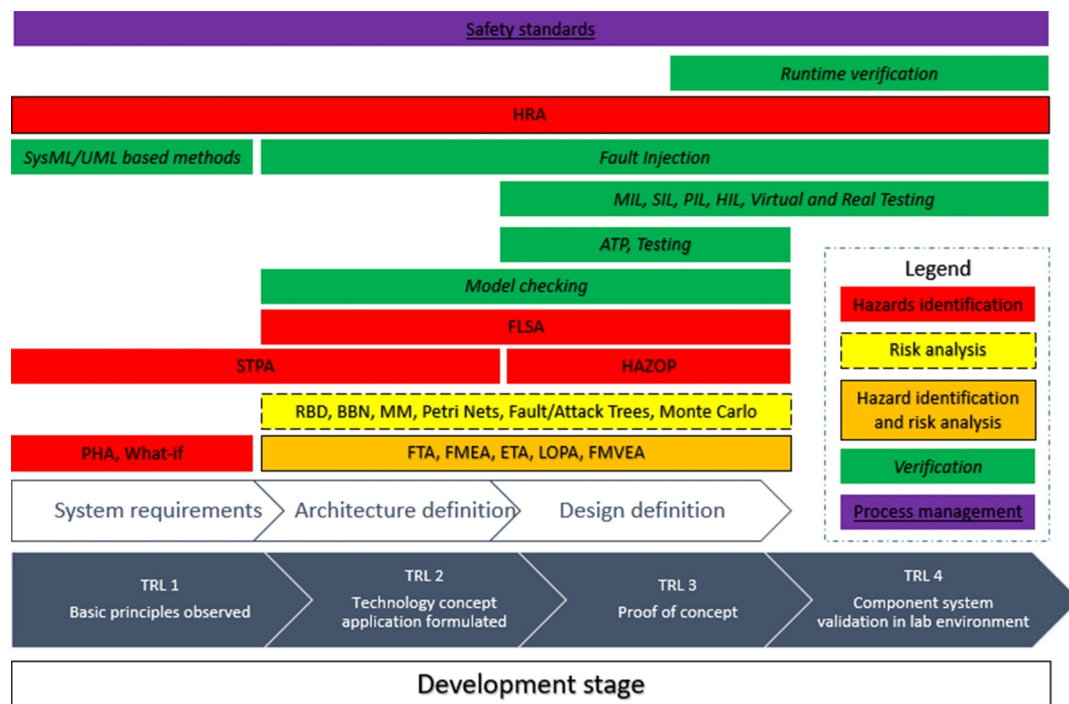 Safety standards
Runtime verification
HRA
SysML/UML based methods
Fault Injection
MIL, SIL, PIL, HIL, Virtual and Real Testing
ATP, Testing
Model checking
FLSA
STPA
HAZOP
RBD, BBN, MM, Petri Nets, Fault/Attack Trees, Monte Carlo
PHA, What-if
FTA, FMEA, ETA, LOPA, FMVEA
Legend
Hazards identification
Risk analysis
Hazard identification
and risk analysis
Verification
Process management
System requirements
Architecture definition
Design definition
TRL 1
Basic principles observed
TRL 2
Technology concept
application formulated
TRL 3
Proof of concept
TRL 4
Component system
validation in lab environment
Development stage